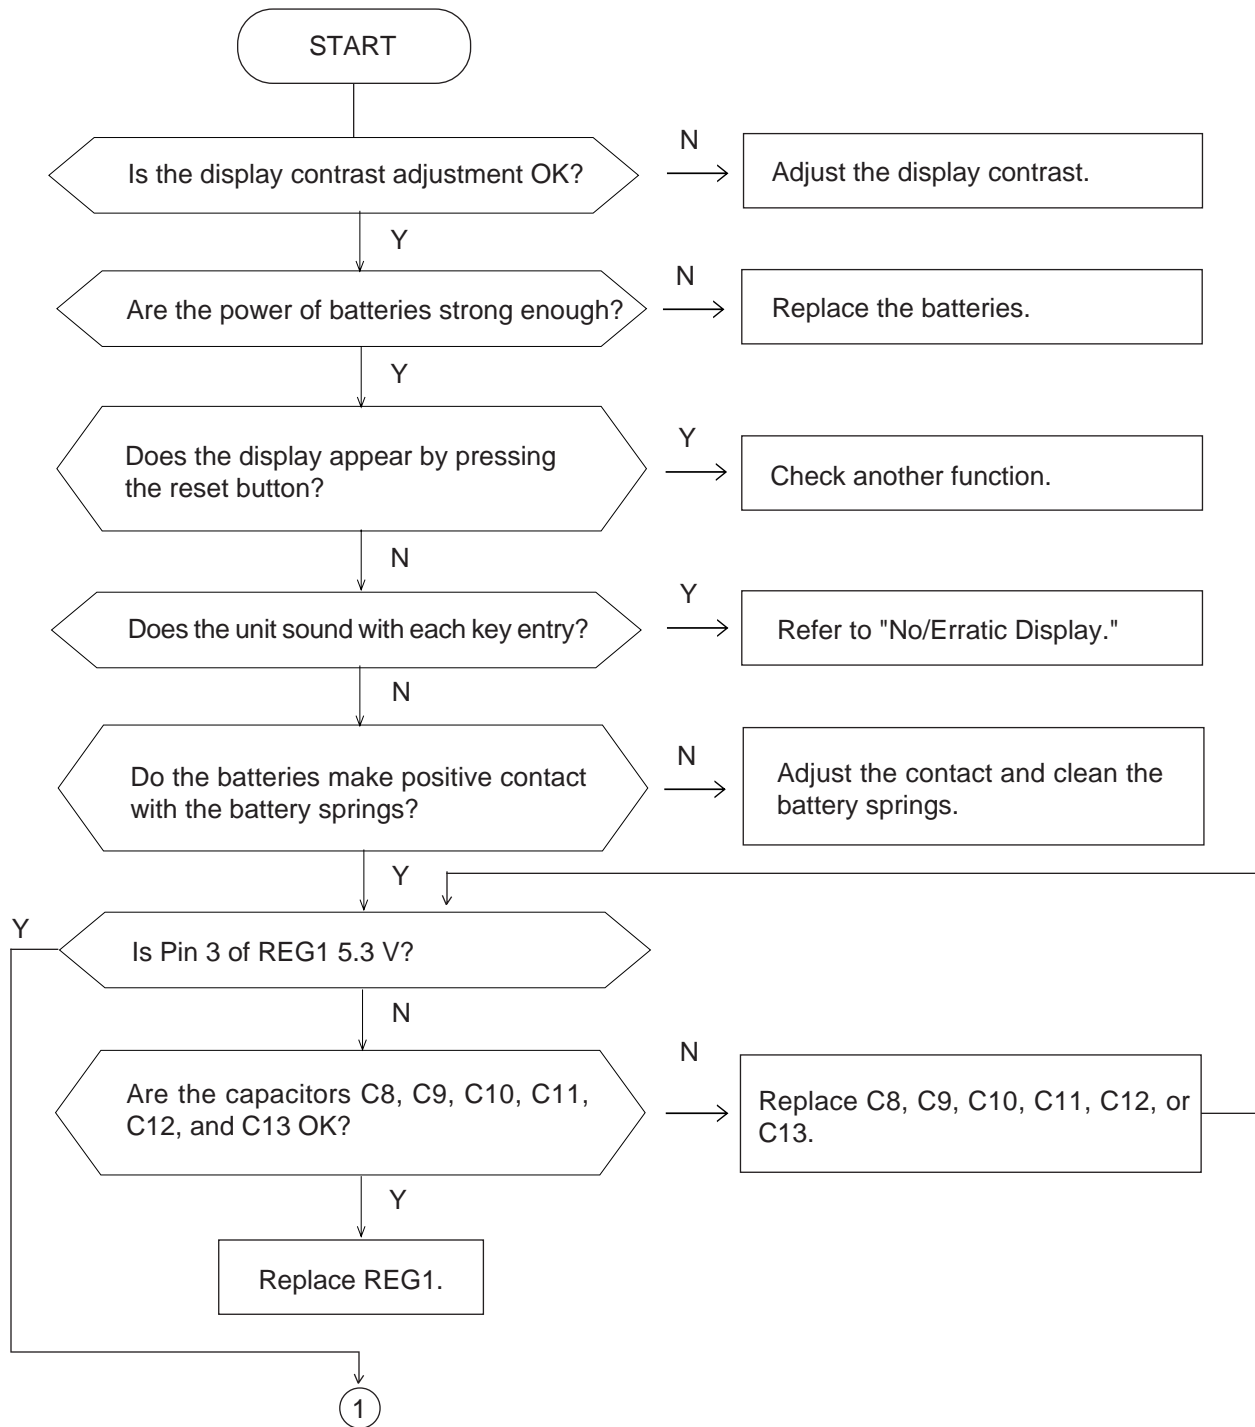 START
Is the display contrast adjustment OK?
N
Adjust the display contrast.
Y
Are the power of batteries strong enough?
N
Replace the batteries.
Y
Does the display appear by pressing
the reset button?
Y
Check another function.
N
Does the unit sound with each key entry?
Y
Refer to "No/Erratic Display."
N
Do the batteries make positive contact
with the battery springs?
N
Adjust the contact and clean the
battery springs.
Y
Y
Is Pin 3 of REG1 5.3 V?
N
Are the capacitors C8, C9, C10, C11,
C12, and C13 OK?
N
Replace C8, C9, C10, C11, C12, or
C13.
Y
Replace REG1.
1